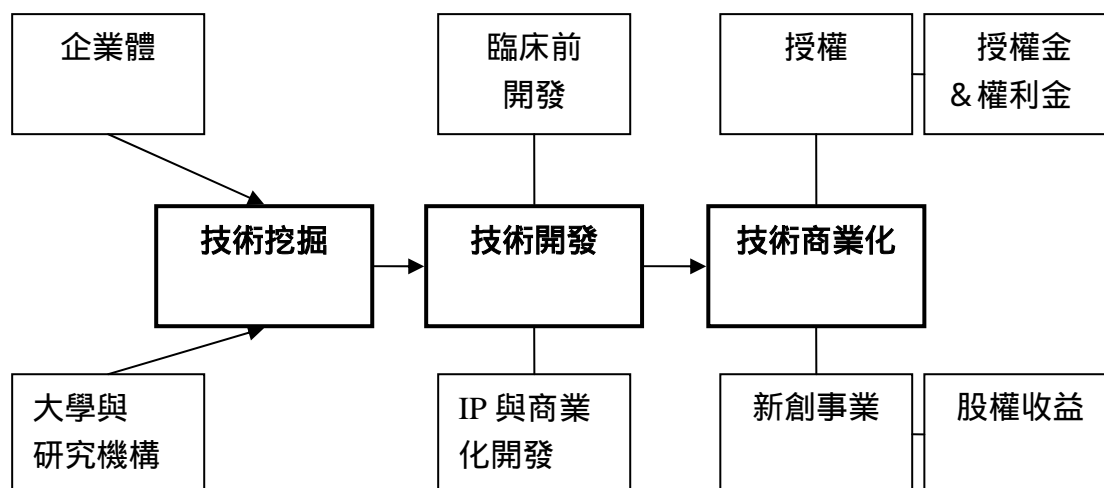 企業體
臨床前
開發
授權
授權金
&權利金
技術挖掘
技術開發
技術商業化
大學與
研究機構
IP 與商業
化開發
新創事業
股權收益